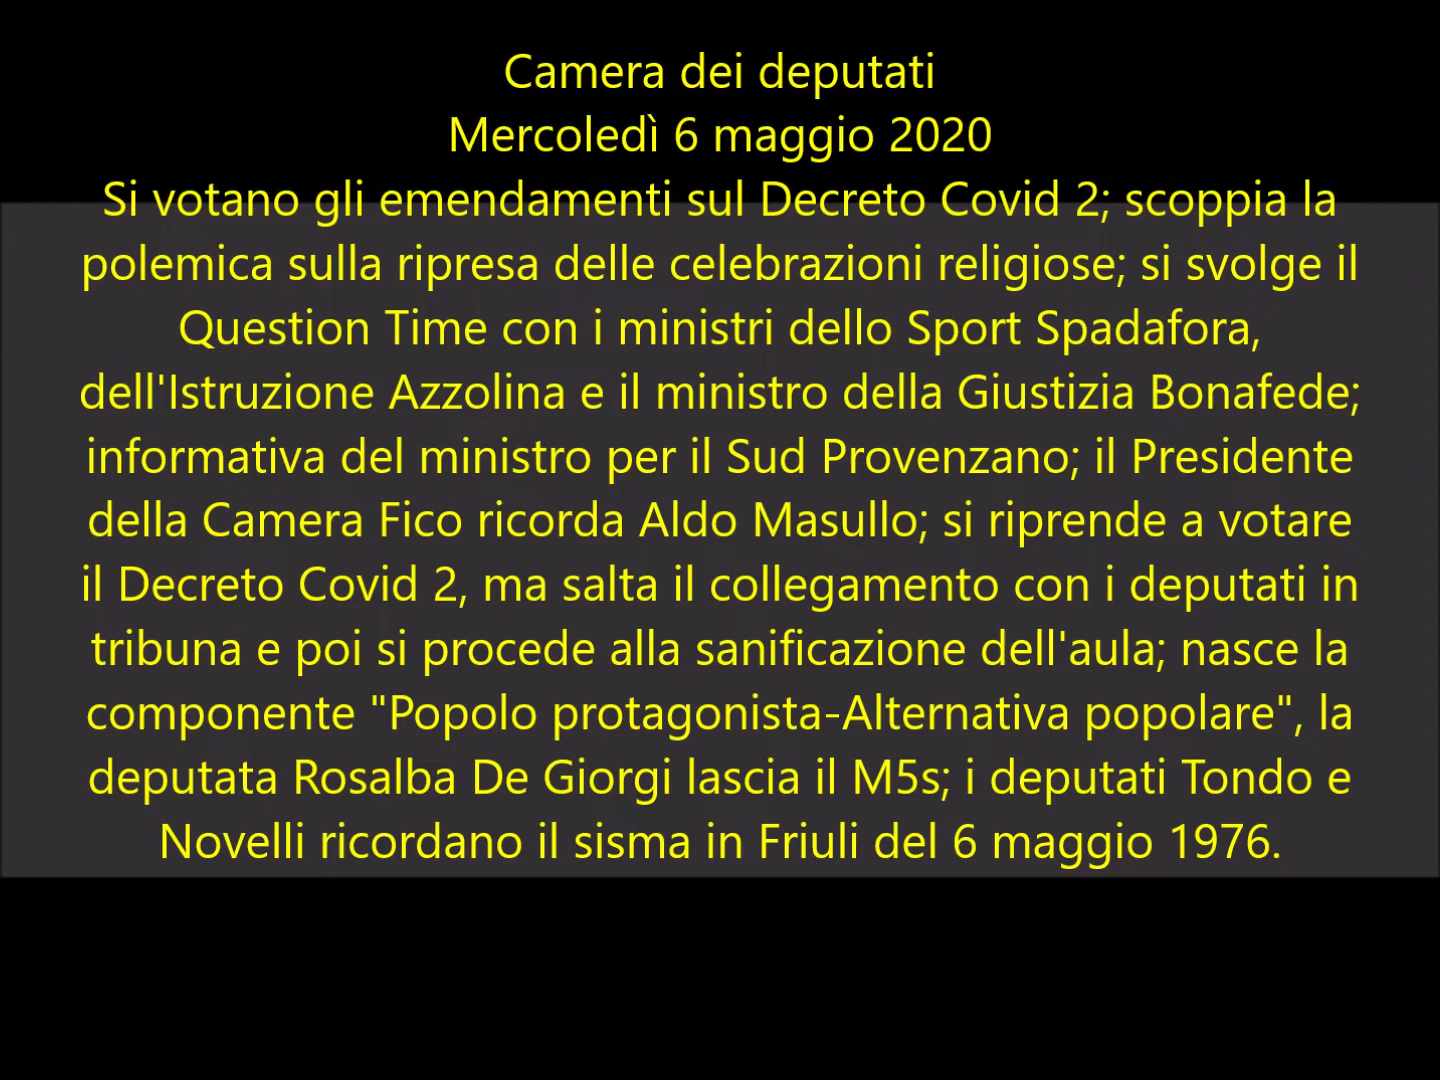 Camera dei deputati
Mercoledì 6 maggio 2020
Si votano gli emendamenti sul Decreto Covid 2; scoppia la
polemica sulla ripresa delle celebrazioni religiose; si svolge il
Question Time con i ministri dello Sport Spadafora,
dell'Istruzione Azzolina e il ministro della Giustizia Bonafede;
informativa del ministro per il Sud Provenzano; il Presidente
della Camera Fico ricorda Aldo Masullo; si riprende a votare
il Decreto Covid 2, ma salta il collegamento con i deputati in
tribuna e poi si procede alla sanificazione dell'aula; nasce la
componente "Popolo protagonista-Alternativa popolare", la
deputata Rosalba De Giorgi lascia il M5s; i deputati Tondo e
Novelli ricordano il sisma in Friuli del 6 maggio 1976.